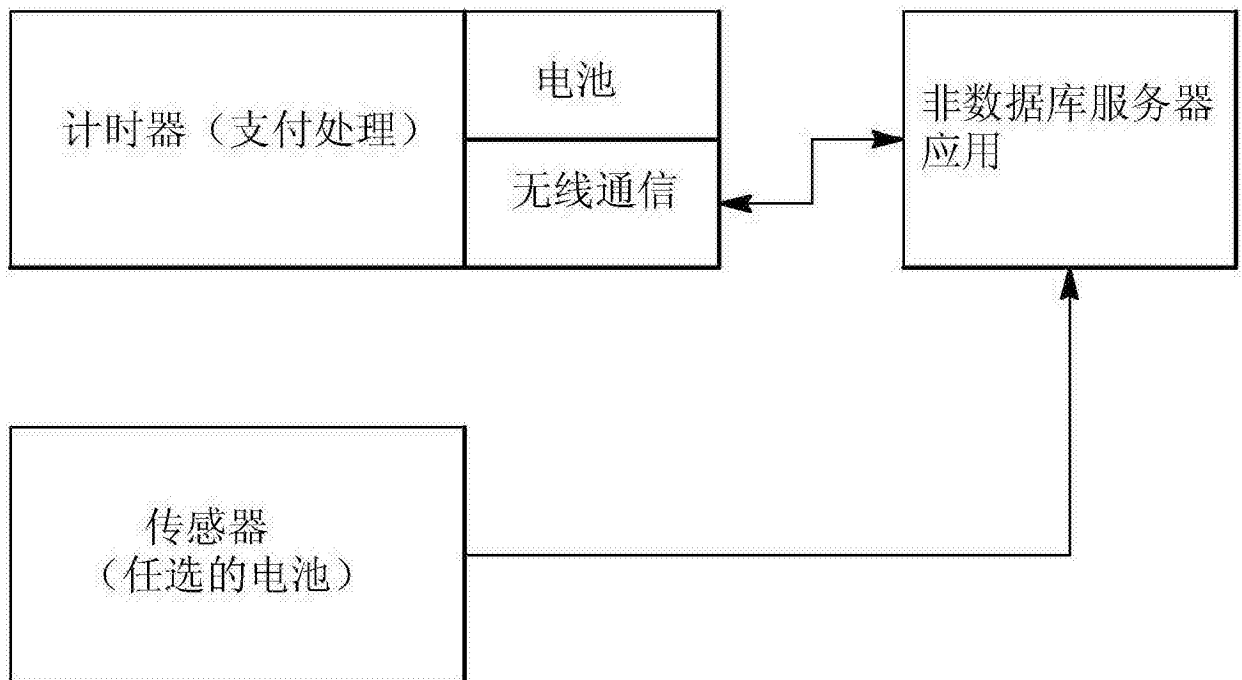 计时器（支付处理）
电池
无线通信
非数据库服务器
应用
传感器
（任选的电池）